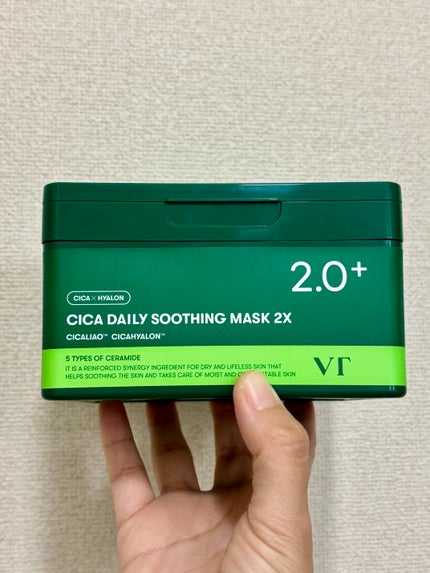 2.0+
CICA × HYALON
CICA DAILY SOOTHING MASK 2X
CICALIAO™ CICAHYALON™
5 TYPES OF CERAMIDE
IT IS A REINFORCED SYNERGY INGREDIENT FOR DRY AND LIFELESS SKIN THAT
HELPS SOOTHING THE SKIN AND TAKES CARE OF MOIST AND SKIN
VT